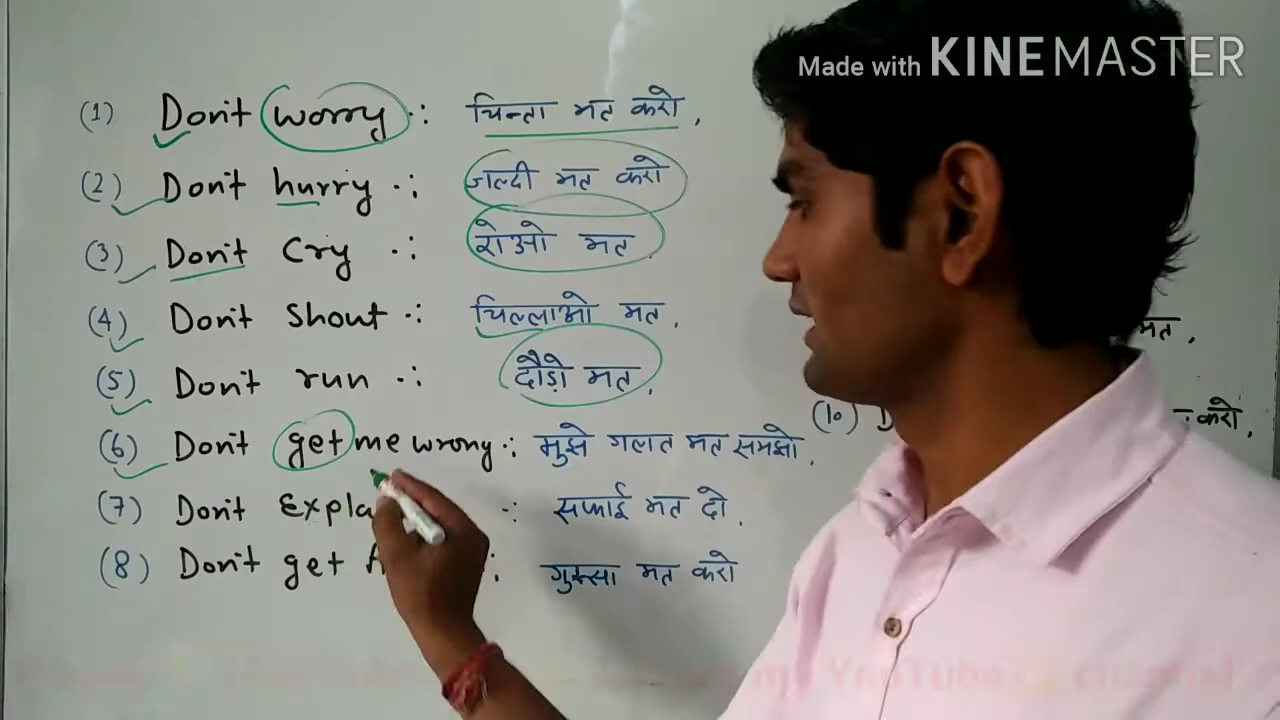 Made with KINEMASTER
(1) Don't worry ·: चिन्ता मत करो,
(2) Don't hurry ·: जल्दी मत करो
(3) Don't Cry ·: रोओ मत
(4) Don't Shout ·: चिल्लाओ मत,
(5) Don't run ·: दौड़ो मत,
(6) Don't get me wrong ·: मुझे गलत मत समझो,
(7) Don't ·: सफाई मत दो,
(8) Don't get : गुस्सा मत करो
मत,
(10) करो,
YouTube channel